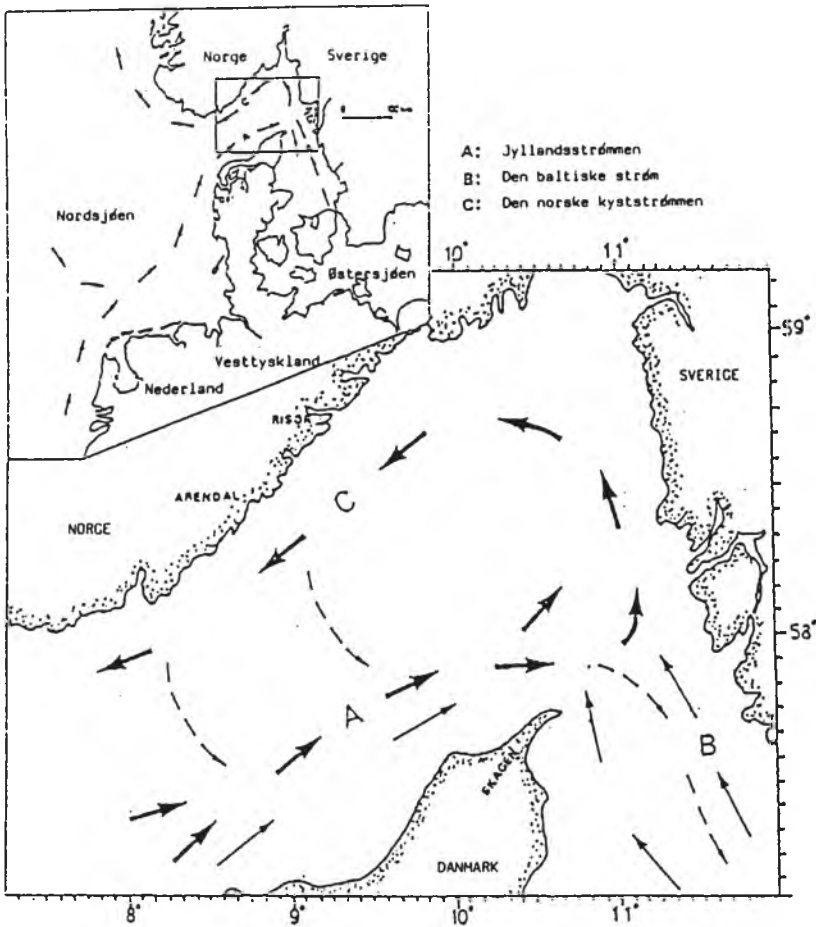 Norge Sverige
C
A
Nordsjøen
Østersjøen
Vesttyskland
Nederland
A: Jyllandsstrømmen
B: Den baltiske strøm
C: Den norske kyststrømmen
10° 11°
59°
SVERIGE
RISØR
ARENDAL
C
NORGE
58°
A
B
SKAGEN
DANMARK
8° 9° 10° 11°